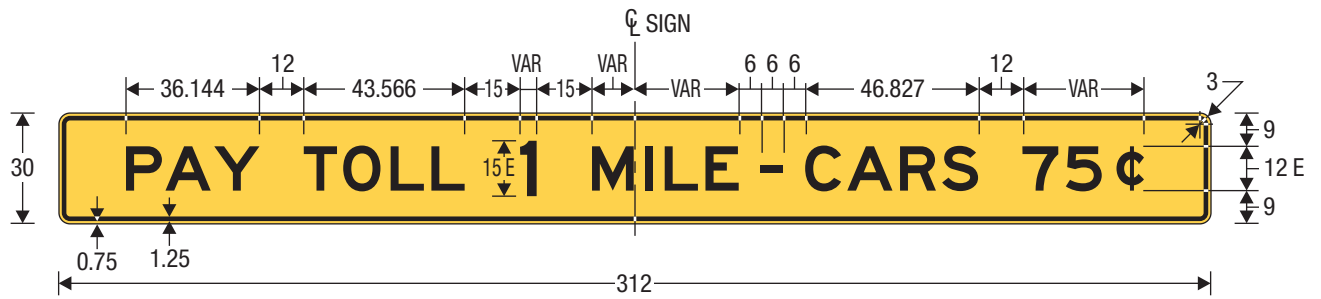 ℄ SIGN
36.144 12 43.566 15 VAR 15 VAR VAR 6 6 6 46.827 12 VAR 3
30 PAY TOLL 15 E 1 MILE - CARS 75¢ 9 12 E 9
0.75 1.25
312